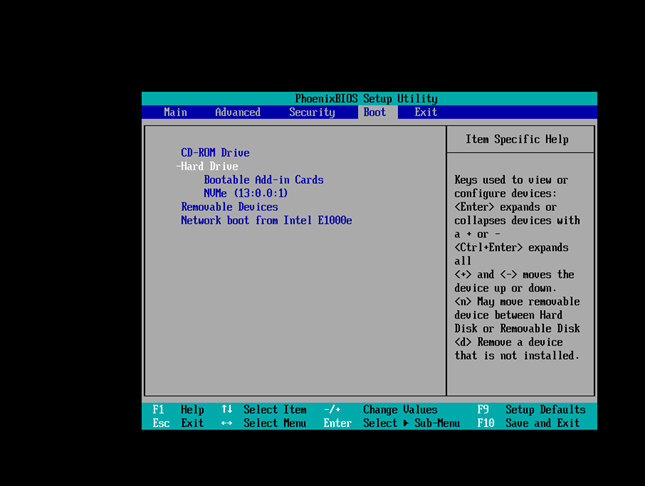 PhoenixBIOS Setup Utility
Main Advanced Security Boot Exit
Item Specific Help
CD-ROM Drive
-Hard Drive
Bootable Add-in Cards
NVMe (13:0.0:1)
Removable Devices
Network boot from Intel E1000e
Keys used to view or
configure devices:
<Enter> expands or
collapses devices with
a + or -
<Ctrl+Enter> expands
all
<+> and <-> moves the
device up or down.
<n> May move removable
device between Hard
Disk or Removable Disk
<d> Remove a device
that is not installed.
F1 Help ↑↓ Select Item -/+ Change Values F9 Setup Defaults
Esc Exit ↔ Select Menu Enter Select ▶ Sub-Menu F10 Save and Exit